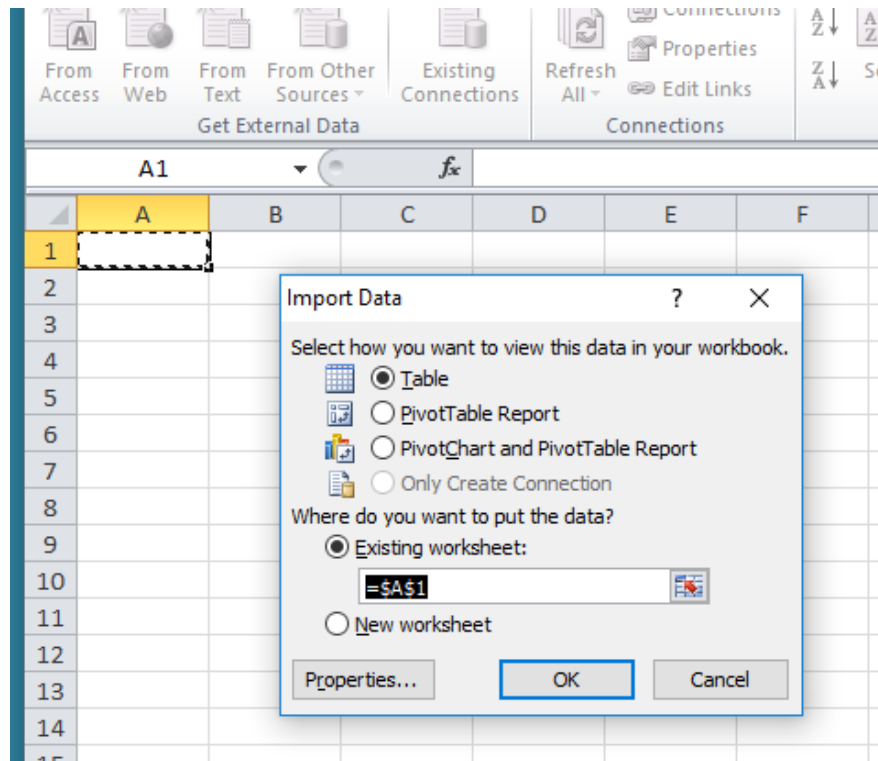 Connections
Properties
Edit Links
From Access
From Web
From Text
From Other Sources
Existing Connections
Refresh All
Get External Data
Connections
A1
fx
A B C D E F
1
2
3
4
5
6
7
8
9
10
11
12
13
14
15
Import Data ? X
Select how you want to view this data in your workbook.
Table
PivotTable Report
PivotChart and PivotTable Report
Only Create Connection
Where do you want to put the data?
Existing worksheet:
=$A$1
New worksheet
Properties...
OK
Cancel